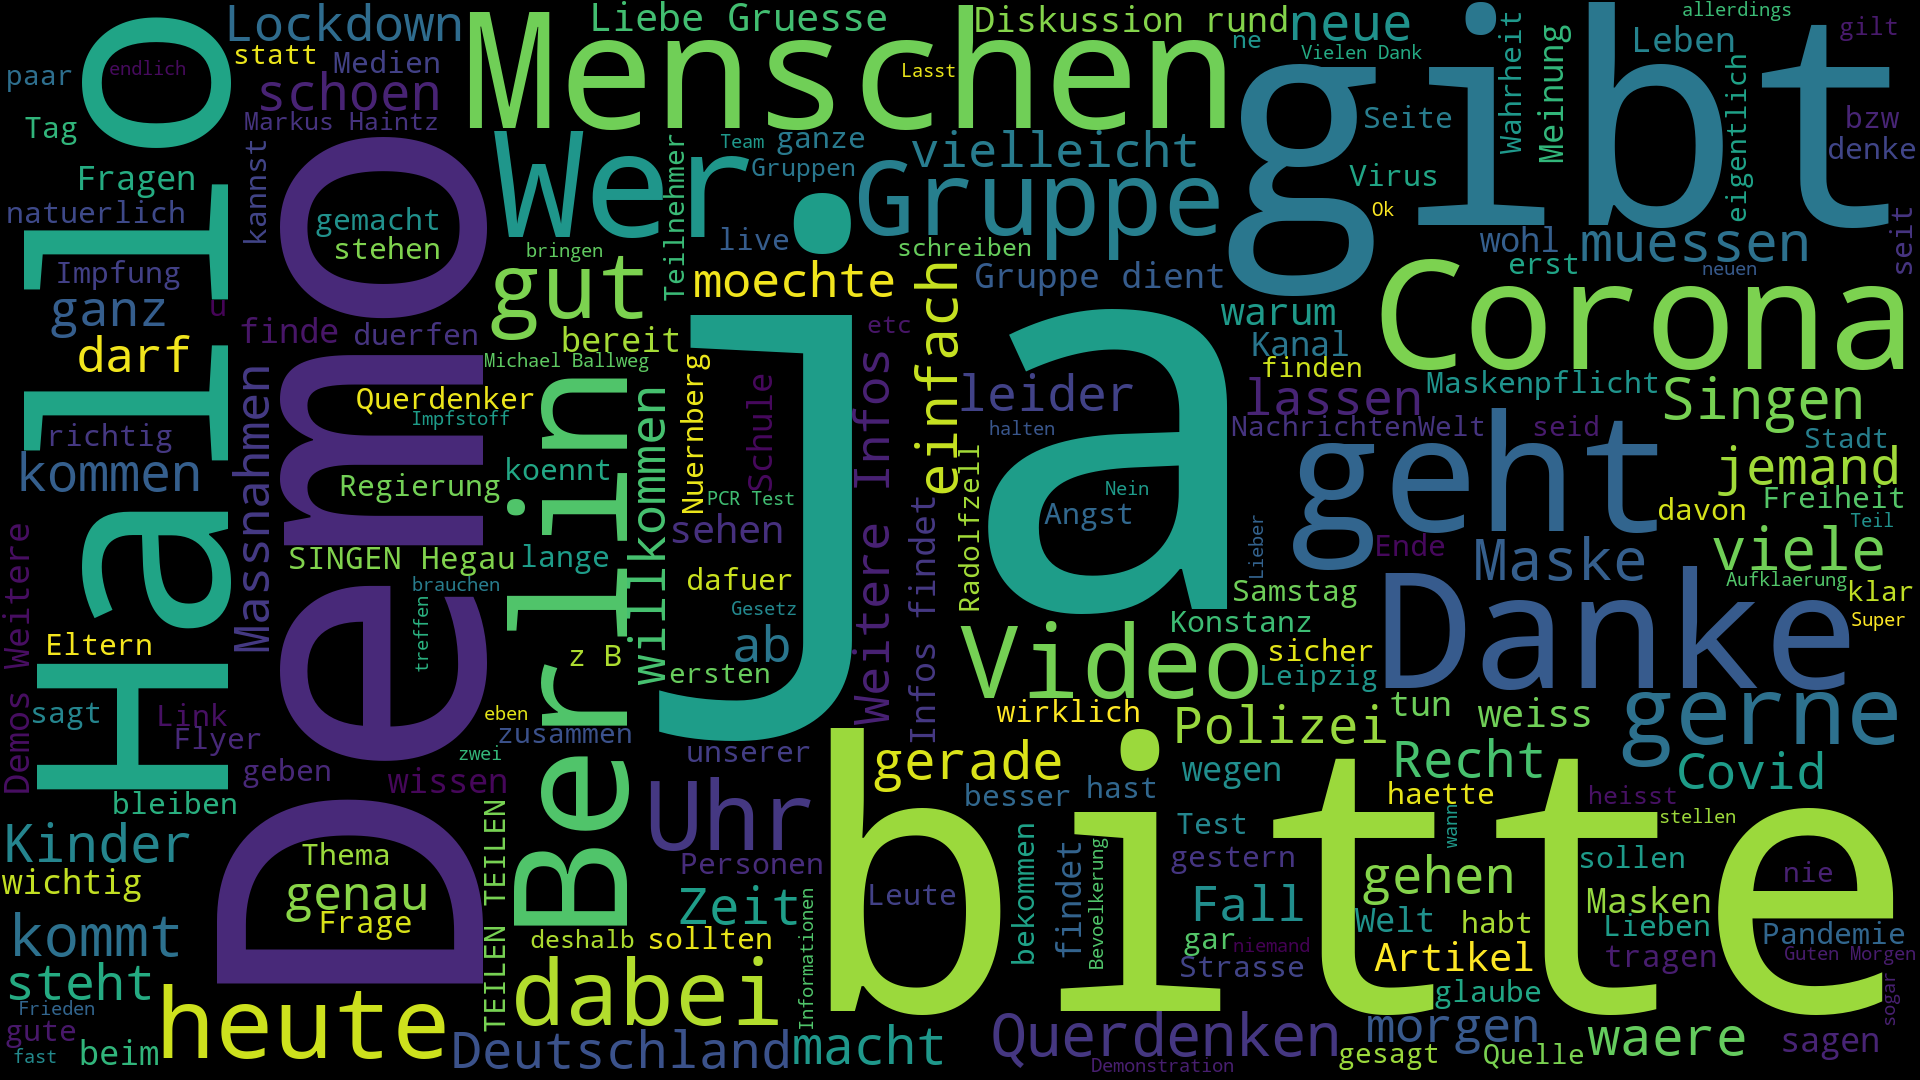 Hallo
Demo
ja
bitte
gibt
Menschen
Wer
Gruppe
Corona
geht
Danke
Berlin
Video
Uhr
gut
heute
dabei
gerne
Lockdown
statt
Medien
schoen
Markus Haintz
paar
endlich
Tag
Fragen
natuerlich
kannst
Liebe Gruesse
Diskussion rund
neue
ne
Vielen Dank
Lasst
allerdings
gilt
Leben
Wahrheit
Meinung
eigentlich
Seite
bzw
denke
Virus
Ok
seit
wohl
muessen
erst
neuen
Team
ganze
Gruppen
vielleicht
Teilnehmer
live
schreiben
bringen
moechte
Gruppe dient
gemacht
stehen
Impfung
ganz
u
darf
finde
duerfen
bereit
Michael Ballweg
etc
einfach
warum
Kanal
finden
Maskenpflicht
lassen
Singen
NachrichtenWelt
seid
Stadt
jemand
Freiheit
davon
Teil
viele
Maske
Ende
Aufklaerung
klar
Super
richtig
kommen
Massnahmen
Querdenker
Impfstoff
Regierung
koennt
willkommen
Nuernberg
Schule
PCR Test
Weitere Infos
leider
halten
Nein
Angst
Radolfzell
Lieber
Samstag
Konstanz
sicher
Leipzig
SINGEN Hegau
lange
brauchen
treffen
sehen
dafuer
Gesetz
ab
z B
ersten
Infos findet
Demos Weitere
Eltern
sagt
Link
Flyer
geben
wissen
bleiben
eben
zusammen
zwei
unserer
wirklich
Polizei
tun
weiss
Recht
Covid
gerade
wegen
besser
hast
haette
heisst
stellen
wann
Kinder
wichtig
Thema
genau
Frage
TEILEN TEILEN
deshalb
sollten
Personen
Zeit
Leute
Informationen
bekommen
findet
Bevoelkerung
Test
gestern
Fall
gehen
sollen
nie
Masken
Welt
habt
Lieben
Pandemie
gar
niemand
Strasse
Artikel
tragen
Guten Morgen
glaube
sogar
kommt
steht
Frieden
gute
fast
beim
Deutschland
macht
Querdenken
Demonstration
morgen
gesagt
Quelle
waere
sagen